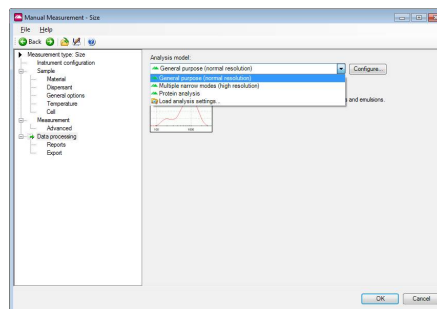 Manual Measurement - Size
File Help
Back
Measurement type: Size
Instrument configuration
Sample
Material
Dispersant
General options
Temperature
Cell
Measurement
Advanced
Data processing
Reports
Export
Analysis model:
General purpose (normal resolution)
Configure...
General purpose (normal resolution)
Multiple narrow modes (high resolution)
Protein analysis
Load analysis settings...
s and emulsions.
OK Cancel